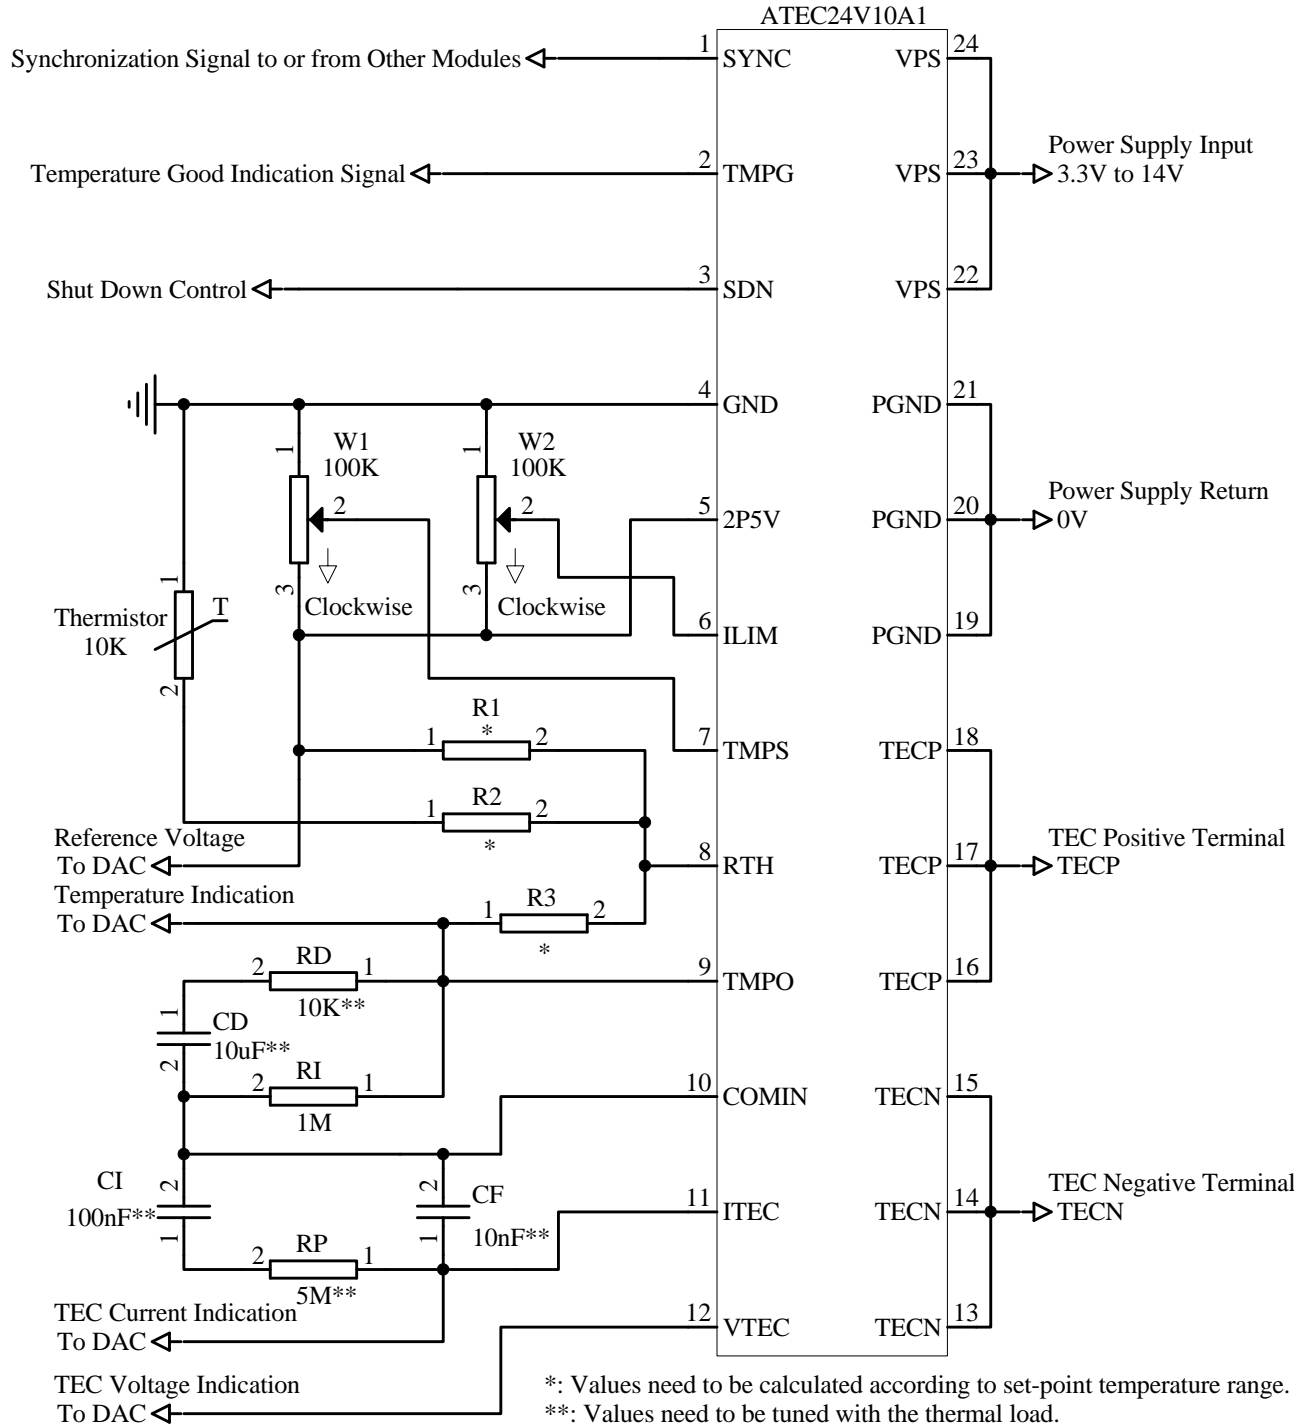 ATEC24V10A1
Synchronization Signal to or from Other Modules
1
SYNC
VPS
24
Temperature Good Indication Signal
2
TMPG
VPS
23
Power Supply Input
3.3V to 14V
Shut Down Control
3
SDN
VPS
22
4
GND
PGND
21
1
W1
100K
2
3
Clockwise
1
W2
100K
2
3
Clockwise
5
2P5V
PGND
20
Power Supply Return
0V
1
Thermistor
10K
T
2
6
ILIM
PGND
19
R1
*
1
2
7
TMPS
TECP
18
R2
1
2
*
Reference Voltage
To DAC
8
RTH
TECP
17
TEC Positive Terminal
TECP
Temperature Indication
To DAC
R3
1
2
*
RD
2
1
10K**
9
TMPO
TECP
16
1
CD
10uF**
2
RI
2
1
1M
10
COMIN
TECN
15
CI
100nF**
2
1
2
CF
10nF**
1
11
ITEC
TECN
14
TEC Negative Terminal
TECN
RP
2
1
5M**
TEC Current Indication
To DAC
12
VTEC
TECN
13
TEC Voltage Indication
To DAC
*: Values need to be calculated according to set-point temperature range.
**: Values need to be tuned with the thermal load.